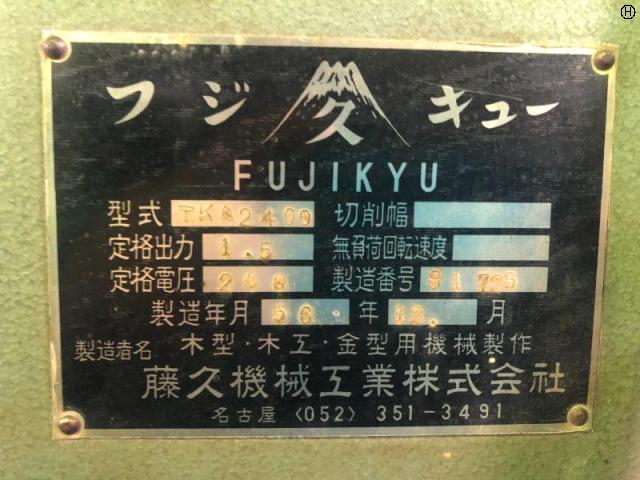 フジ 久 キュー
FUJIKYU
型式 TKA2400 切削幅
定格出力 1.5 無負荷回転速度
定格電圧 200 製造番号 81 785
製造年月 56. 年 12. 月
製造者名 木型・木工・金型用機械製作
藤久機械工業株式会社
名古屋〈052〉351-3491
H